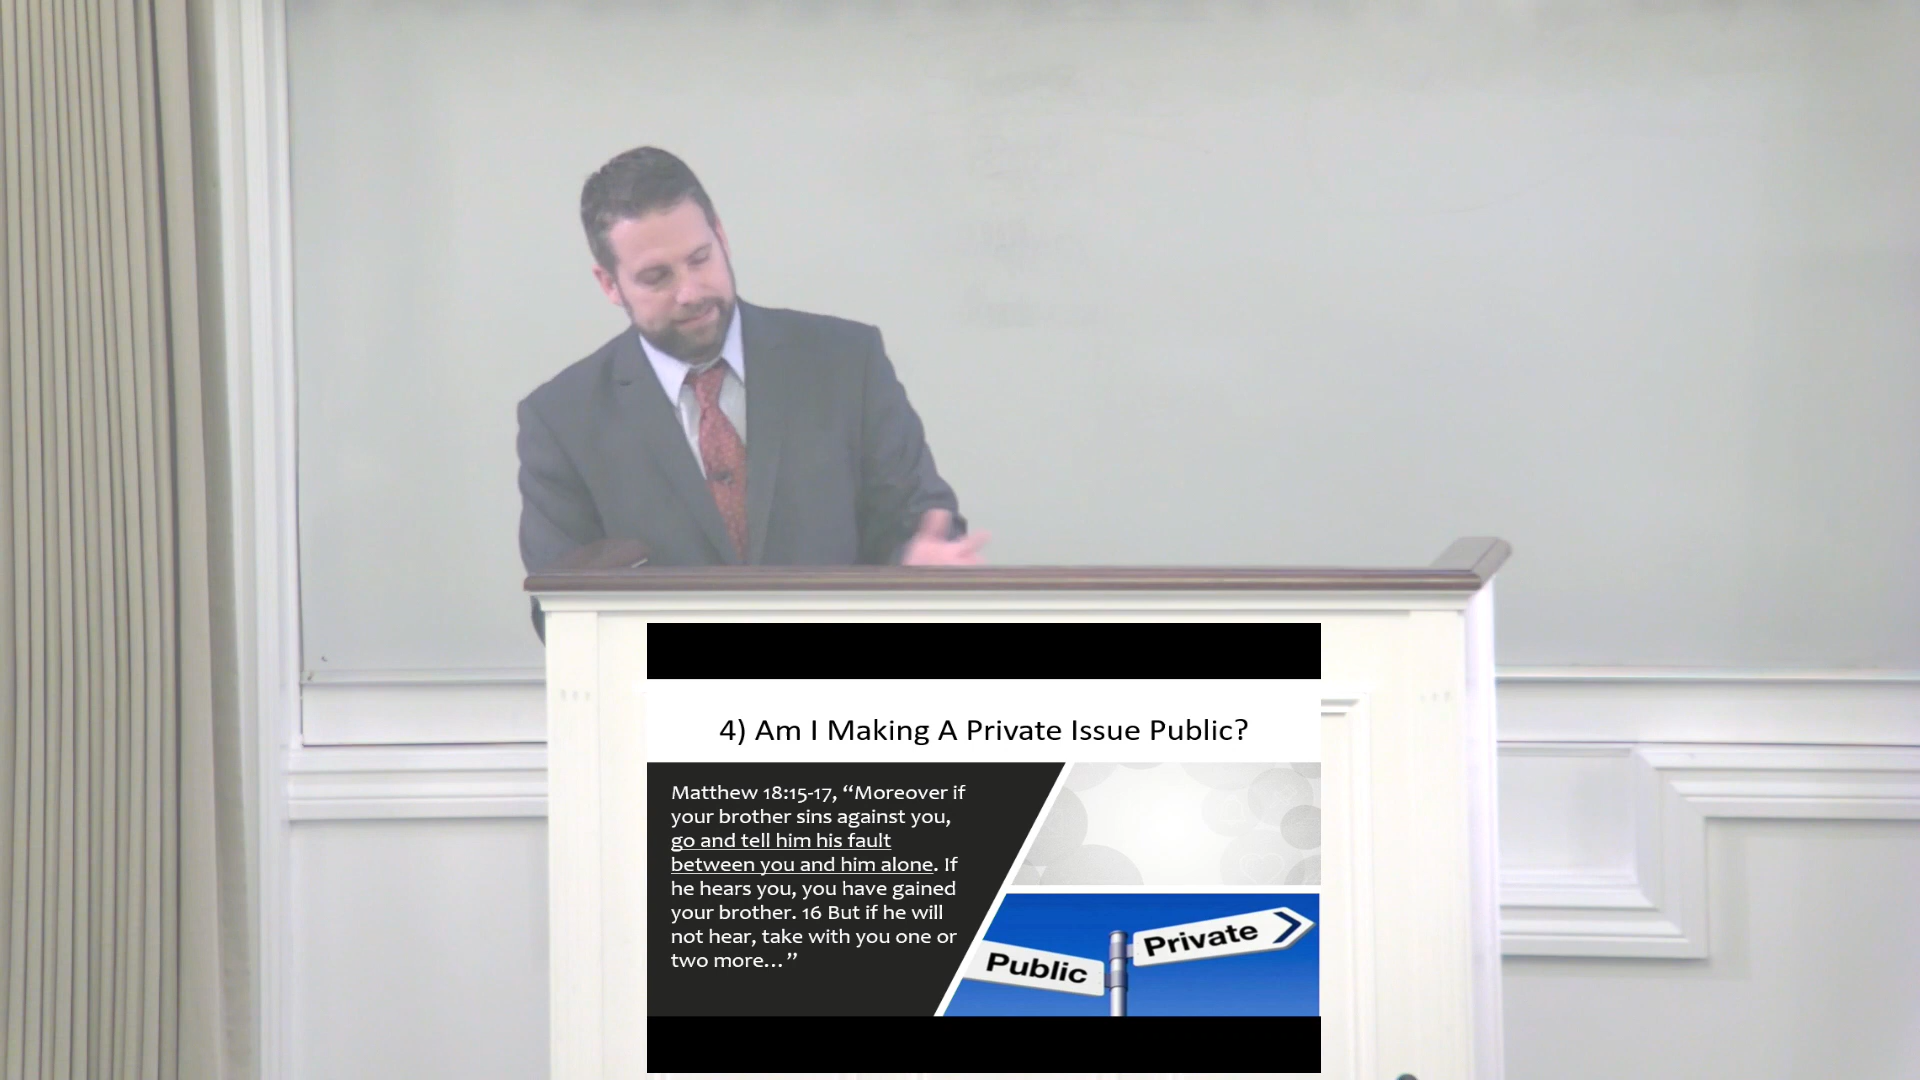 4) Am I Making A Private Issue Public?
Matthew 18:15-17, “Moreover if
your brother sins against you,
go and tell him his fault
between you and him alone. If
he hears you, you have gained
your brother. 16 But if he will
not hear, take with you one or
two more…”
Public
Private